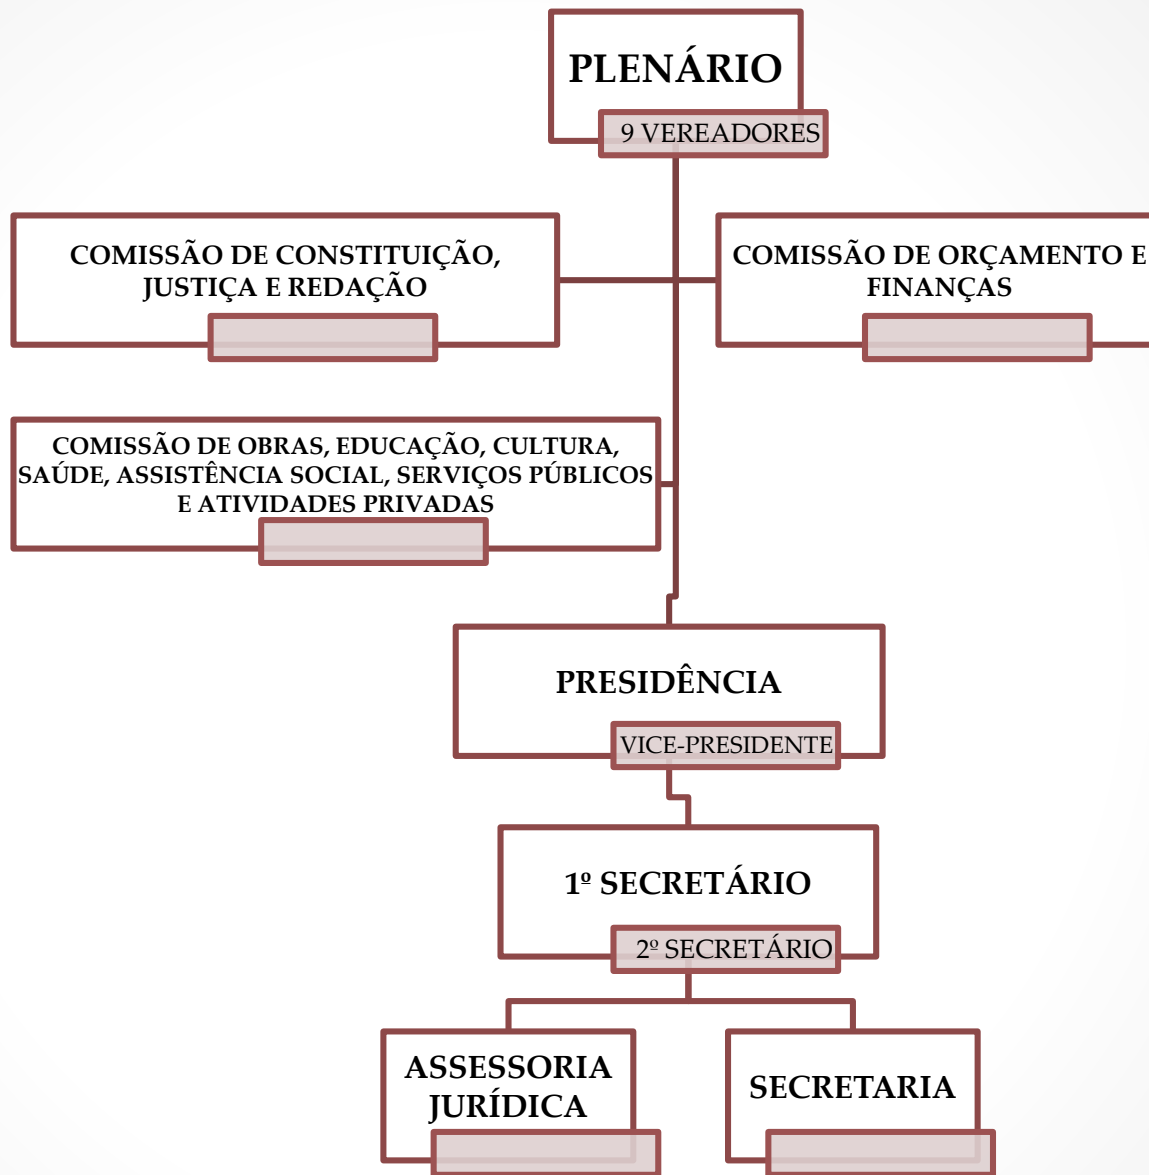 PLENÁRIO
9 VEREADORES
COMISSÃO DE CONSTITUIÇÃO,
JUSTIÇA E REDAÇÃO
COMISSÃO DE ORÇAMENTO E
FINANÇAS
COMISSÃO DE OBRAS, EDUCAÇÃO, CULTURA,
SAÚDE, ASSISTÊNCIA SOCIAL, SERVIÇOS PÚBLICOS
E ATIVIDADES PRIVADAS
PRESIDÊNCIA
VICE-PRESIDENTE
1º SECRETÁRIO
2º SECRETÁRIO
ASSESSORIA
JURÍDICA
SECRETARIA